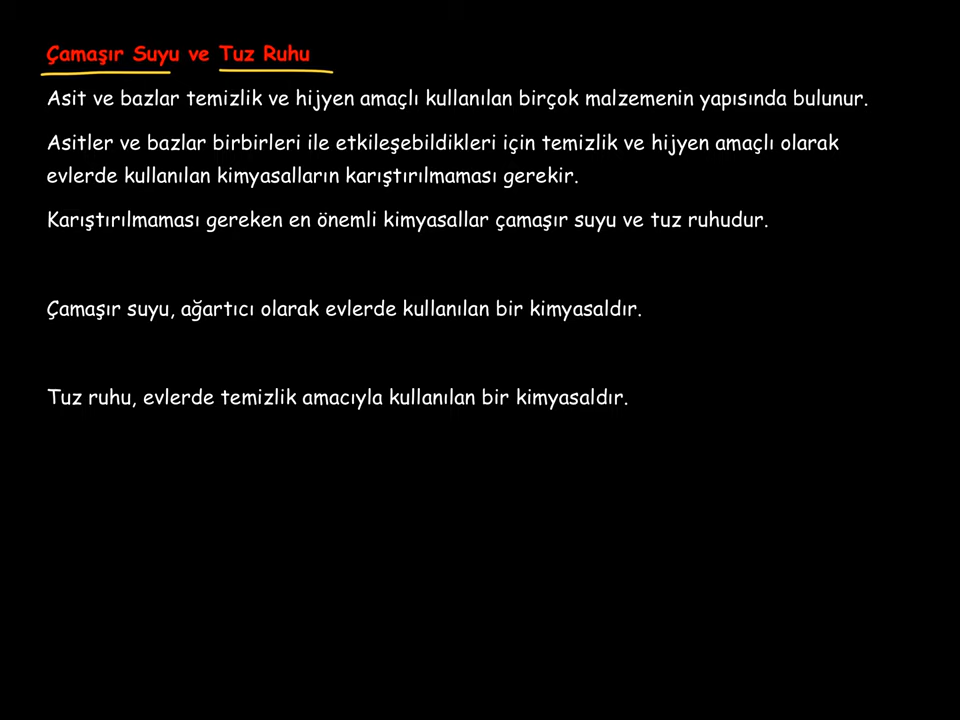 Çamaşır Suyu ve Tuz Ruhu
Asit ve bazlar temizlik ve hijyen amaçlı kullanılan birçok malzemenin yapısında bulunur.
Asitler ve bazlar birbirleri ile etkileşebildikleri için temizlik ve hijyen amaçlı olarak
evlerde kullanılan kimyasalların karıştırılmaması gerekir.
Karıştırılmaması gereken en önemli kimyasallar çamaşır suyu ve tuz ruhudur.
Çamaşır suyu, ağartıcı olarak evlerde kullanılan bir kimyasaldır.
Tuz ruhu, evlerde temizlik amacıyla kullanılan bir kimyasaldır.